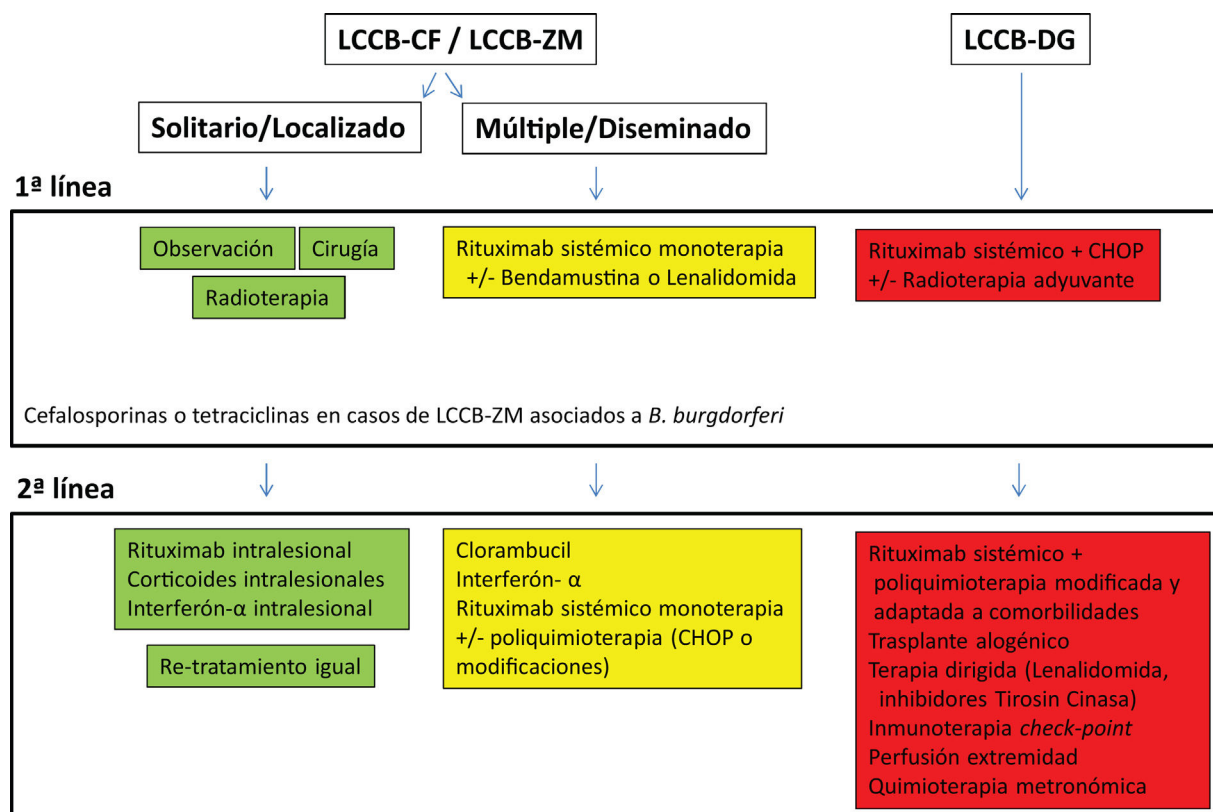 LCCB-CF / LCCB-ZM
LCCB-DG
Solitario/Localizado
Múltiple/Diseminado
1ª línea
Observación
Cirugía
Radioterapia
Rituximab sistémico monoterapia
+/- Bendamustina o Lenalidomida
Rituximab sistémico + CHOP
+/- Radioterapia adyuvante
Cefalosporinas o tetraciclinas en casos de LCCB-ZM asociados a B. burgdorferi
2ª línea
Rituximab intralesional
Corticoides intralesionales
Interferón-α intralesional
Re-tratamiento igual
Clorambucil
Interferón- α
Rituximab sistémico monoterapia
+/- poliquimioterapia (CHOP o
modificaciones)
Rituximab sistémico +
poliquimioterapia modificada y
adaptada a comorbilidades
Trasplante alogénico
Terapia dirigida (Lenalidomida,
inhibidores Tirosin Cinasa)
Inmunoterapia check-point
Perfusión extremidad
Quimioterapia metronómica